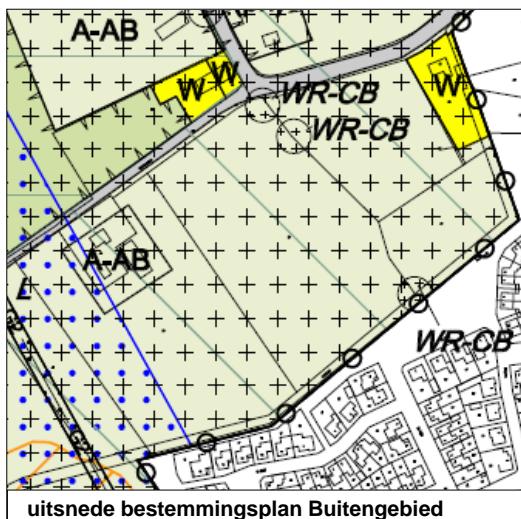 A-AB
W
W
W
WR-CB
WR-CB
A-AB
L
WR-CB
uitsnede bestemmingsplan Buitengebied